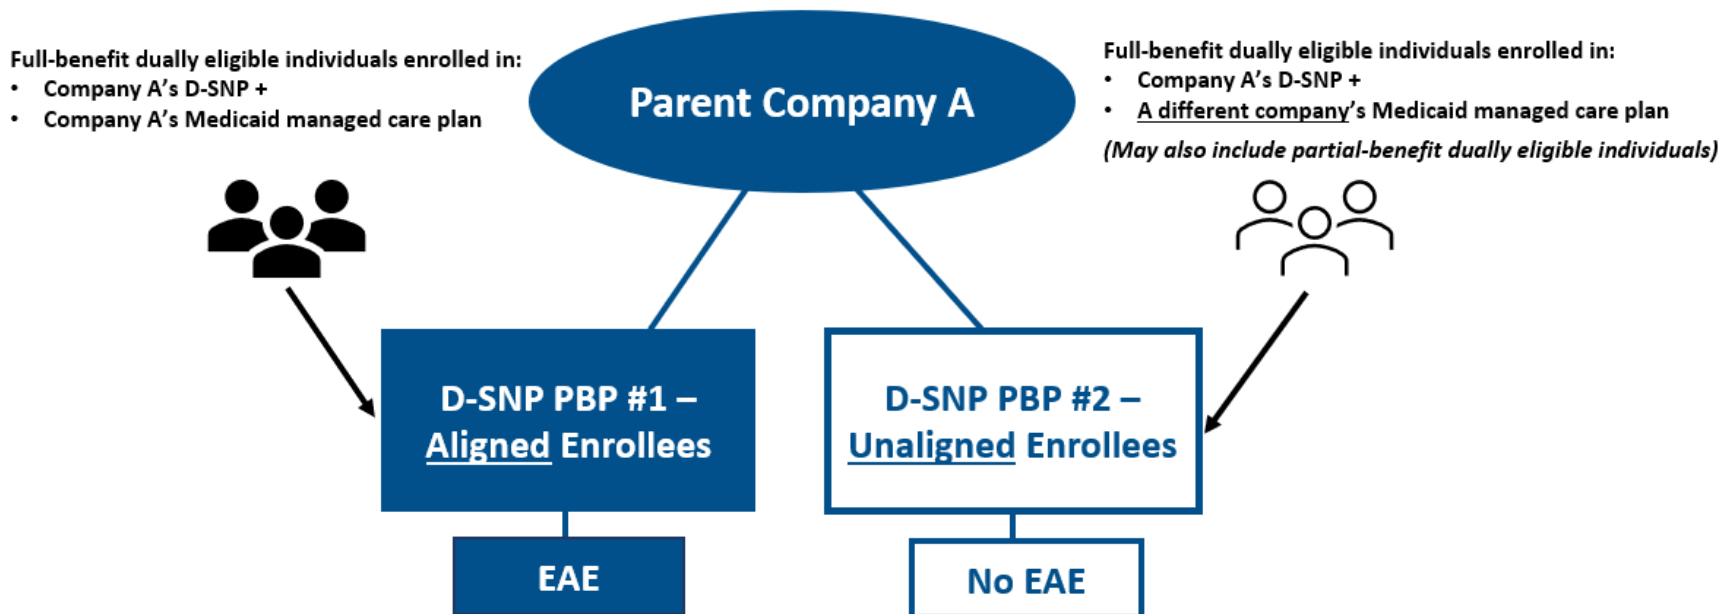 Full-benefit dually eligible individuals enrolled in:
• Company A's D-SNP +
• Company A's Medicaid managed care plan
Parent Company A
Full-benefit dually eligible individuals enrolled in:
• Company A's D-SNP +
• A different company's Medicaid managed care plan
(May also include partial-benefit dually eligible individuals)
D-SNP PBP #1 –
Aligned Enrollees
D-SNP PBP #2 –
Unaligned Enrollees
EAE
No EAE